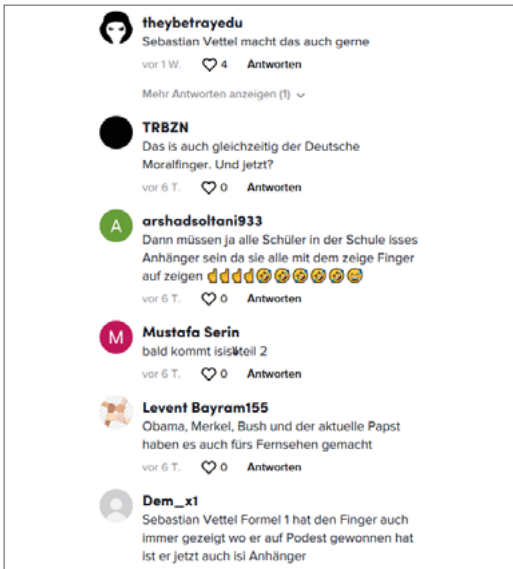 theybetrayedu
Sebastian Vettel macht das auch gerne
vor 1 W. 4 Antworten
Mehr Antworten anzeigen (1)
TRBZN
Das is auch gleichzeitig der Deutsche
Moralfinger. Und jetzt?
vor 6 T. 0 Antworten
A
arshadsoltani933
Dann müssen ja alle Schüler in der Schule isses
Anhänger sein da sie alle mit dem zeige Finger
auf zeigen ☝☝☝☝🤣🤣🤣🤣🤣😂
vor 6 T. 0 Antworten
M
Mustafa Serin
bald kommt teil 2
vor 6 T. 0 Antworten
Levent Bayram155
Obama, Merkel, Bush und der aktuelle Papst
haben es auch fürs Fernsehen gemacht
vor 6 T. 0 Antworten
Dem_x1
Sebastian Vettel Formel 1 hat den Finger auch
immer gezeigt wo er auf Podest gewonnen hat
ist er jetzt auch isi Anhänger